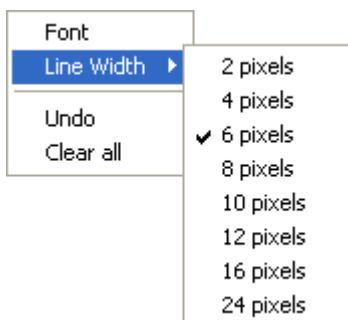 Font
Line Width
Undo
Clear all
2 pixels
4 pixels
6 pixels
8 pixels
10 pixels
12 pixels
16 pixels
24 pixels